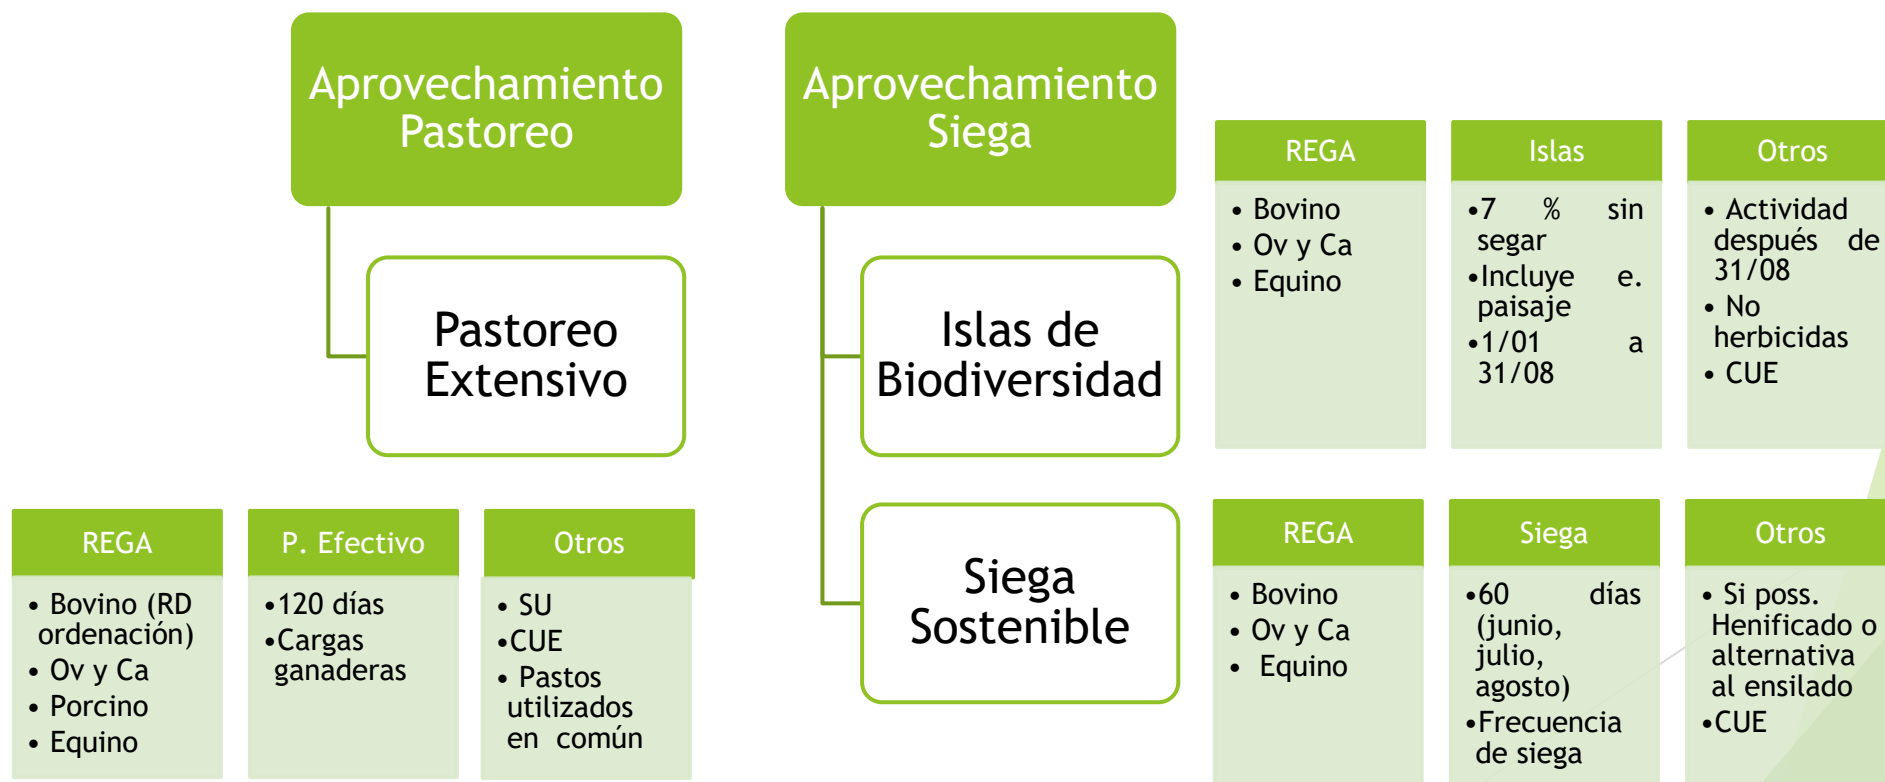 Aprovechamiento
Pastoreo
Pastoreo
Extensivo
REGA
• Bovino (RD
ordenación)
• Ov y Ca
• Porcino
• Equino
P. Efectivo
•120 días
•Cargas
ganaderas
Otros
• SU
•CUE
• Pastos
utilizados
en común
Aprovechamiento
Siega
Islas de
Biodiversidad
REGA
• Bovino
• Ov y Ca
• Equino
Islas
•7 % sin
segar
•Incluye e.
paisaje
•1/01 a
31/08
Otros
• Actividad
después de
31/08
• No
herbicidas
• CUE
Siega
Sostenible
REGA
• Bovino
• Ov y Ca
• Equino
Siega
•60 días
(junio,
julio,
agosto)
•Frecuencia
de siega
Otros
• Si poss.
Henificado o
alternativa
al ensilado
•CUE